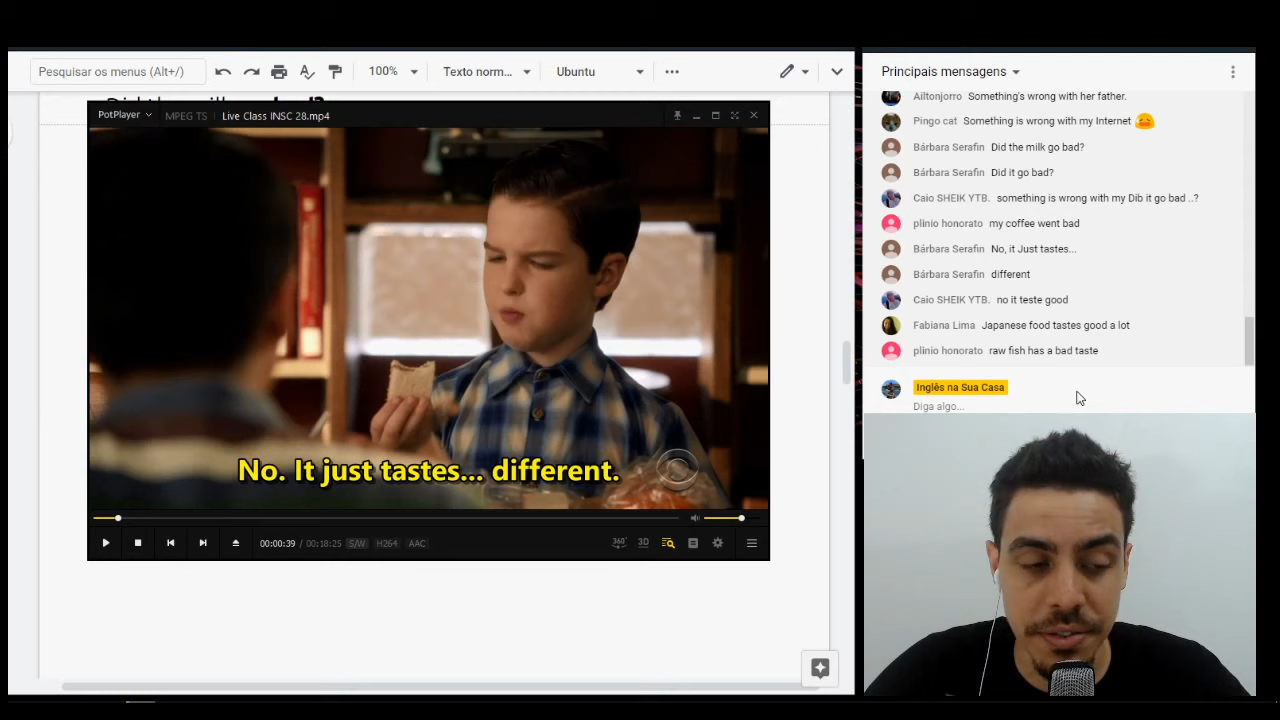 Pesquisar os menus (Alt+/)
100%
Texto norm...
Ubuntu
PotPlayer
MPEG TS
Live Class INSC 28.mp4
No. It just tastes... different.
00:00:39 / 00:18:25 S/W H264 AAC
360°
3D
Principais mensagens
Ailtonjorro Something's wrong with her father.
Pingo cat Something is wrong with my Internet
Bárbara Serafin Did the milk go bad?
Bárbara Serafin Did it go bad?
Caio SHEIK YTB. something is wrong with my Dib it go bad ..?
plinio honorato my coffee went bad
Bárbara Serafin No, it Just tastes...
Bárbara Serafin different
Caio SHEIK YTB. no it teste good
Fabiana Lima Japanese food tastes good a lot
plinio honorato raw fish has a bad taste
Inglês na Sua Casa
Diga algo...